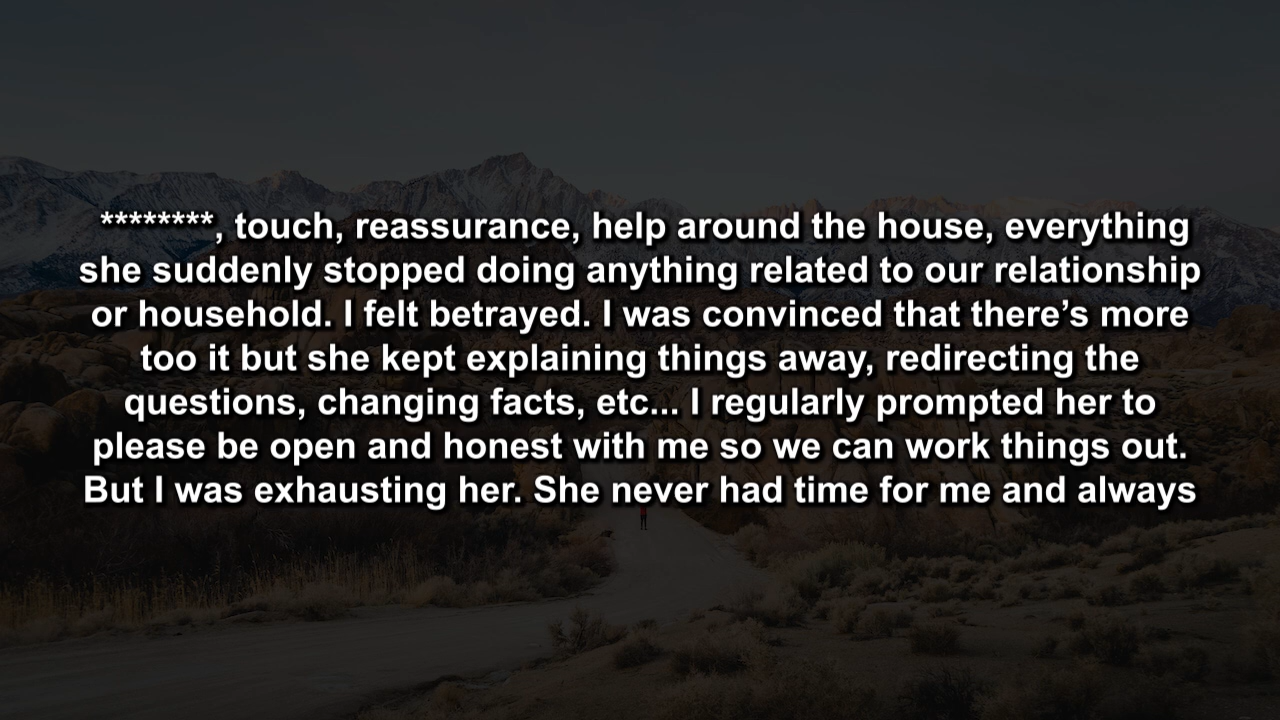 ********, touch, reassurance, help around the house, everything
she suddenly stopped doing anything related to our relationship
or household. I felt betrayed. I was convinced that there’s more
too it but she kept explaining things away, redirecting the
questions, changing facts, etc... I regularly prompted her to
please be open and honest with me so we can work things out.
But I was exhausting her. She never had time for me and always